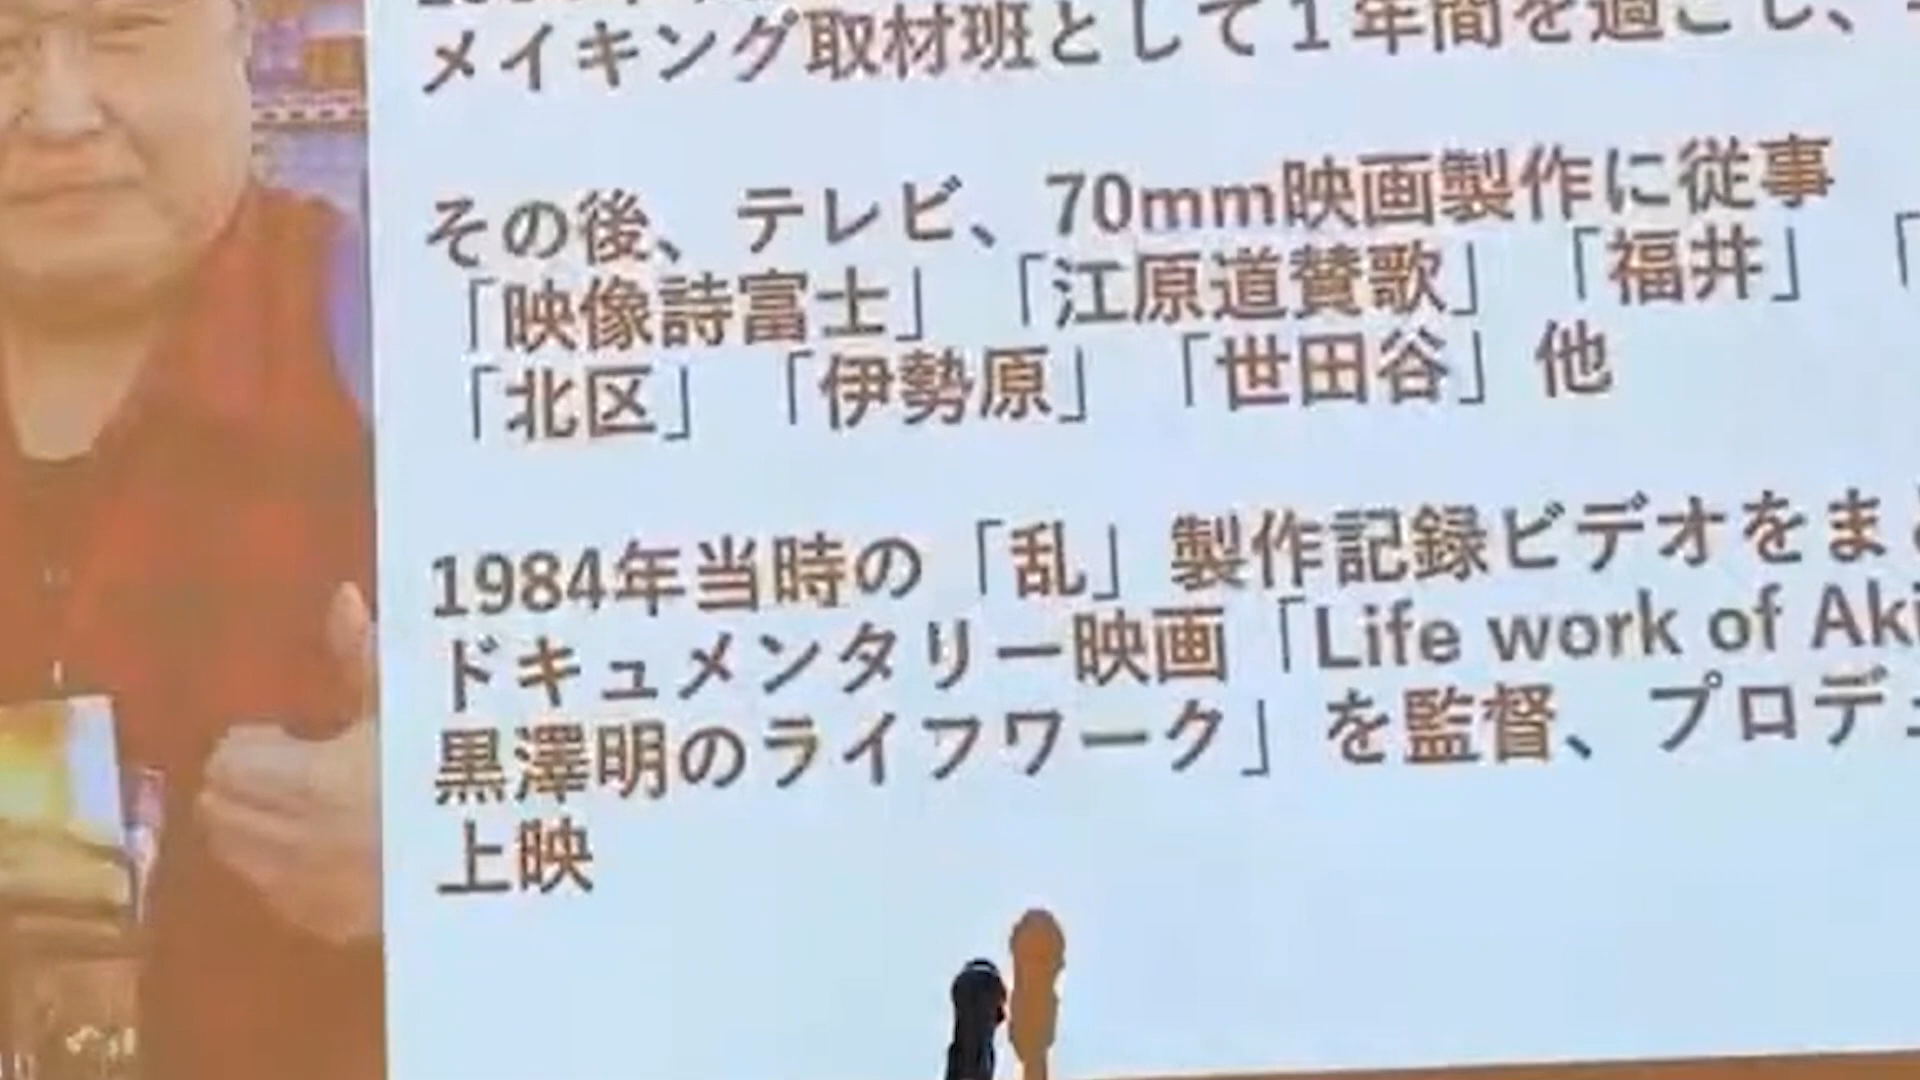 メイキング取材班として１年間を過ごし、
その後、テレビ、70mm映画製作に従事
「映像詩富士」「江原道賛歌」「福井」「
「北区」「伊勢原」「世田谷」他
1984年当時の「乱」製作記録ビデオをま
ドキュメンタリー映画「Life work of Aki
黒澤明のライフワーク」を監督、プロデュ
上映